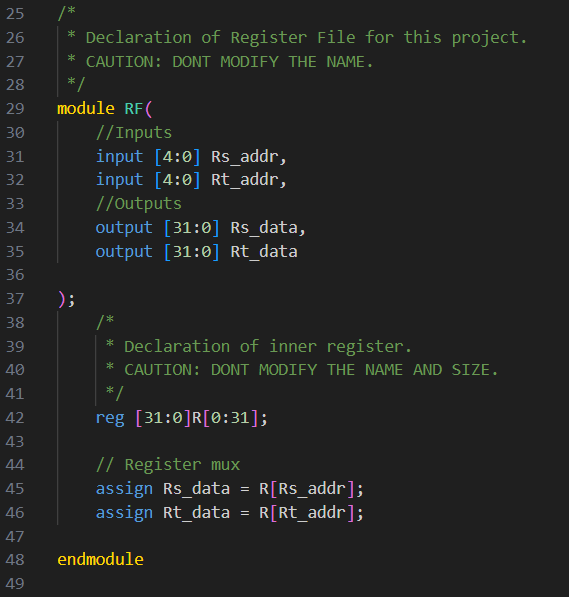 25 /*
26  * Declaration of Register File for this project.
27  * CAUTION: DONT MODIFY THE NAME.
28  */
29 module RF(
30     //Inputs
31     input [4:0] Rs_addr,
32     input [4:0] Rt_addr,
33     //Outputs
34     output [31:0] Rs_data,
35     output [31:0] Rt_data
36
37 );
38     /*
39      * Declaration of inner register.
40      * CAUTION: DONT MODIFY THE NAME AND SIZE.
41      */
42     reg [31:0]R[0:31];
43
44     // Register mux
45     assign Rs_data = R[Rs_addr];
46     assign Rt_data = R[Rt_addr];
47
48 endmodule
49